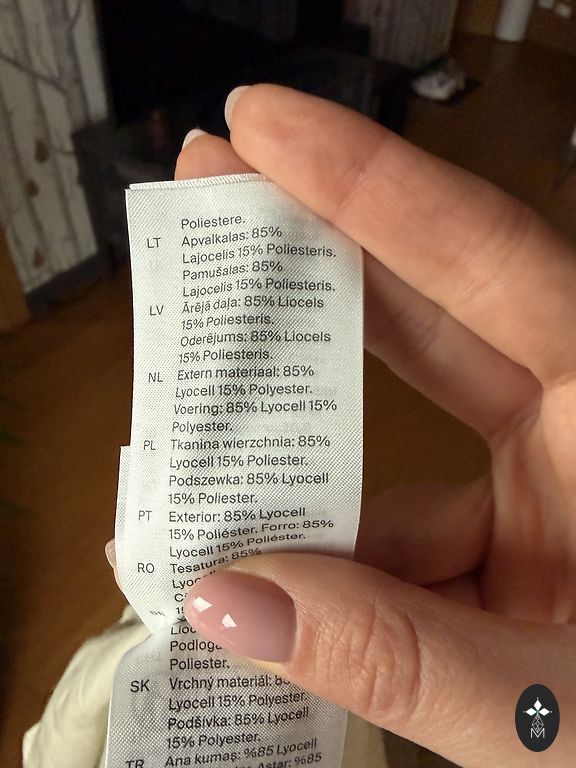 Poliestere.
LT Apvalkalas: 85%
Lajocelis 15% Poliesteris.
Pamušalas: 85%
Lajocelis 15% Poliesteris.
LV Ārējā daļa: 85% Liocels
15% Poliesteris.
Oderējums: 85% Liocels
15% Poliesteris.
NL Extern materiaal: 85%
Lyocell 15% Polyester.
Voering: 85% Lyocell 15%
Polyester.
PL Tkanina wierzchnia: 85%
Lyocell 15% Poliester.
Podszewka: 85% Lyocell
15% Poliester.
PT Exterior: 85% Lyocell
15% Poliéster. Forro: 85%
Lyocell 15% Poliéster.
RO Tesatura: 85%
Poliester.
SK Vrchný materiál:
Lyocell 15% Polyester.
Podšívka: 85% Lyocell
15% Polyester.
TR Ana kumaş: %85 Lyocell
Astar: %85
M